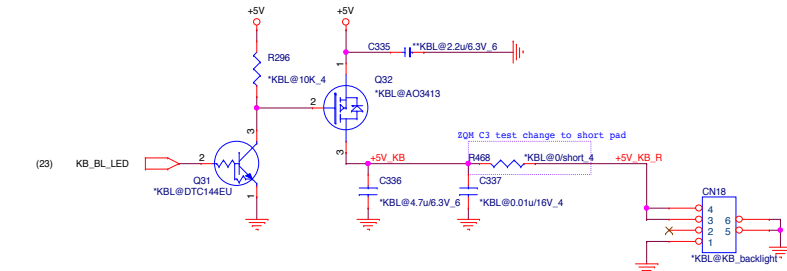 +5V
+5V
C335
**KBL@2.2u/6.3V_6
R296
*KBL@10K_4
1
Q32
*KBL@AO3413
2
3
3
ZQM C3 test change to short pad
(23)
KB_BL_LED
2
+5V_KB
R468
*KBL@0/short_4
+5V_KB_R
Q31
*KBL@DTC144EU
1
C336
*KBL@4.7u/6.3V_6
C337
*KBL@0.01u/16V_4
CN18
4
3 6
2 5
1
*KBL@KB_backlight